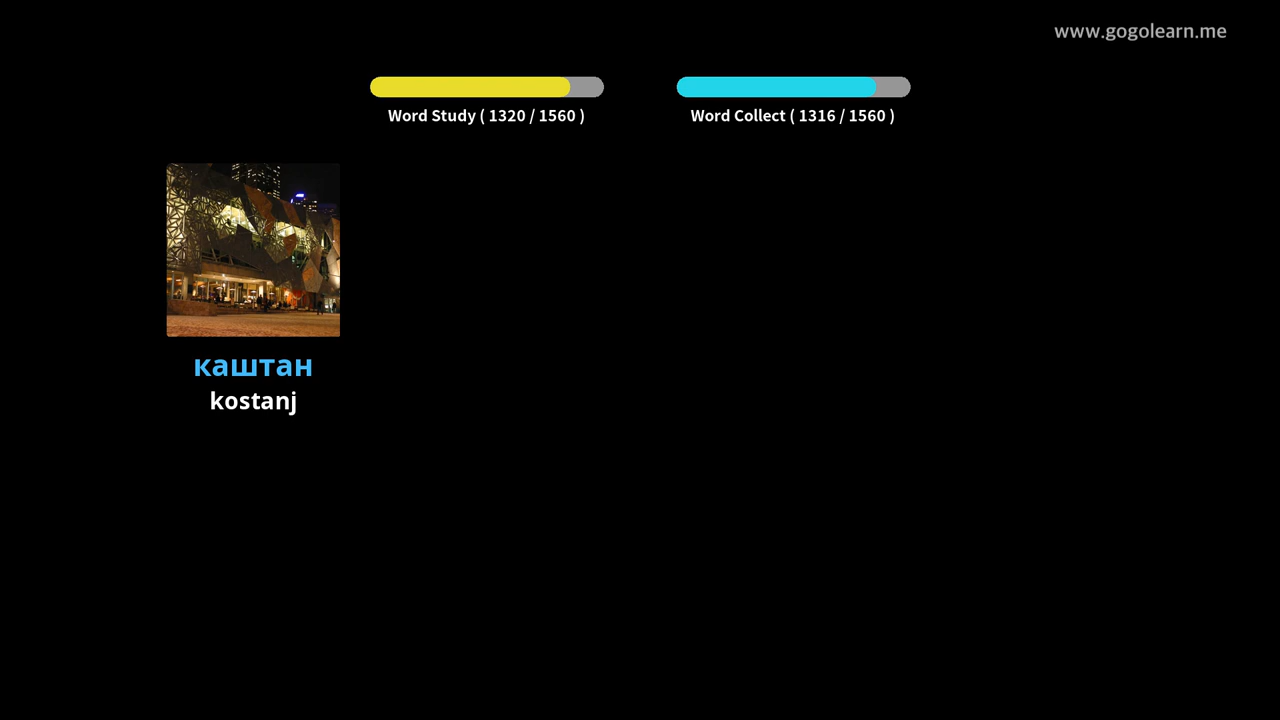 www.gogolearn.me
Word Study ( 1320 / 1560 )
Word Collect ( 1316 / 1560 )
каштан
kostanj